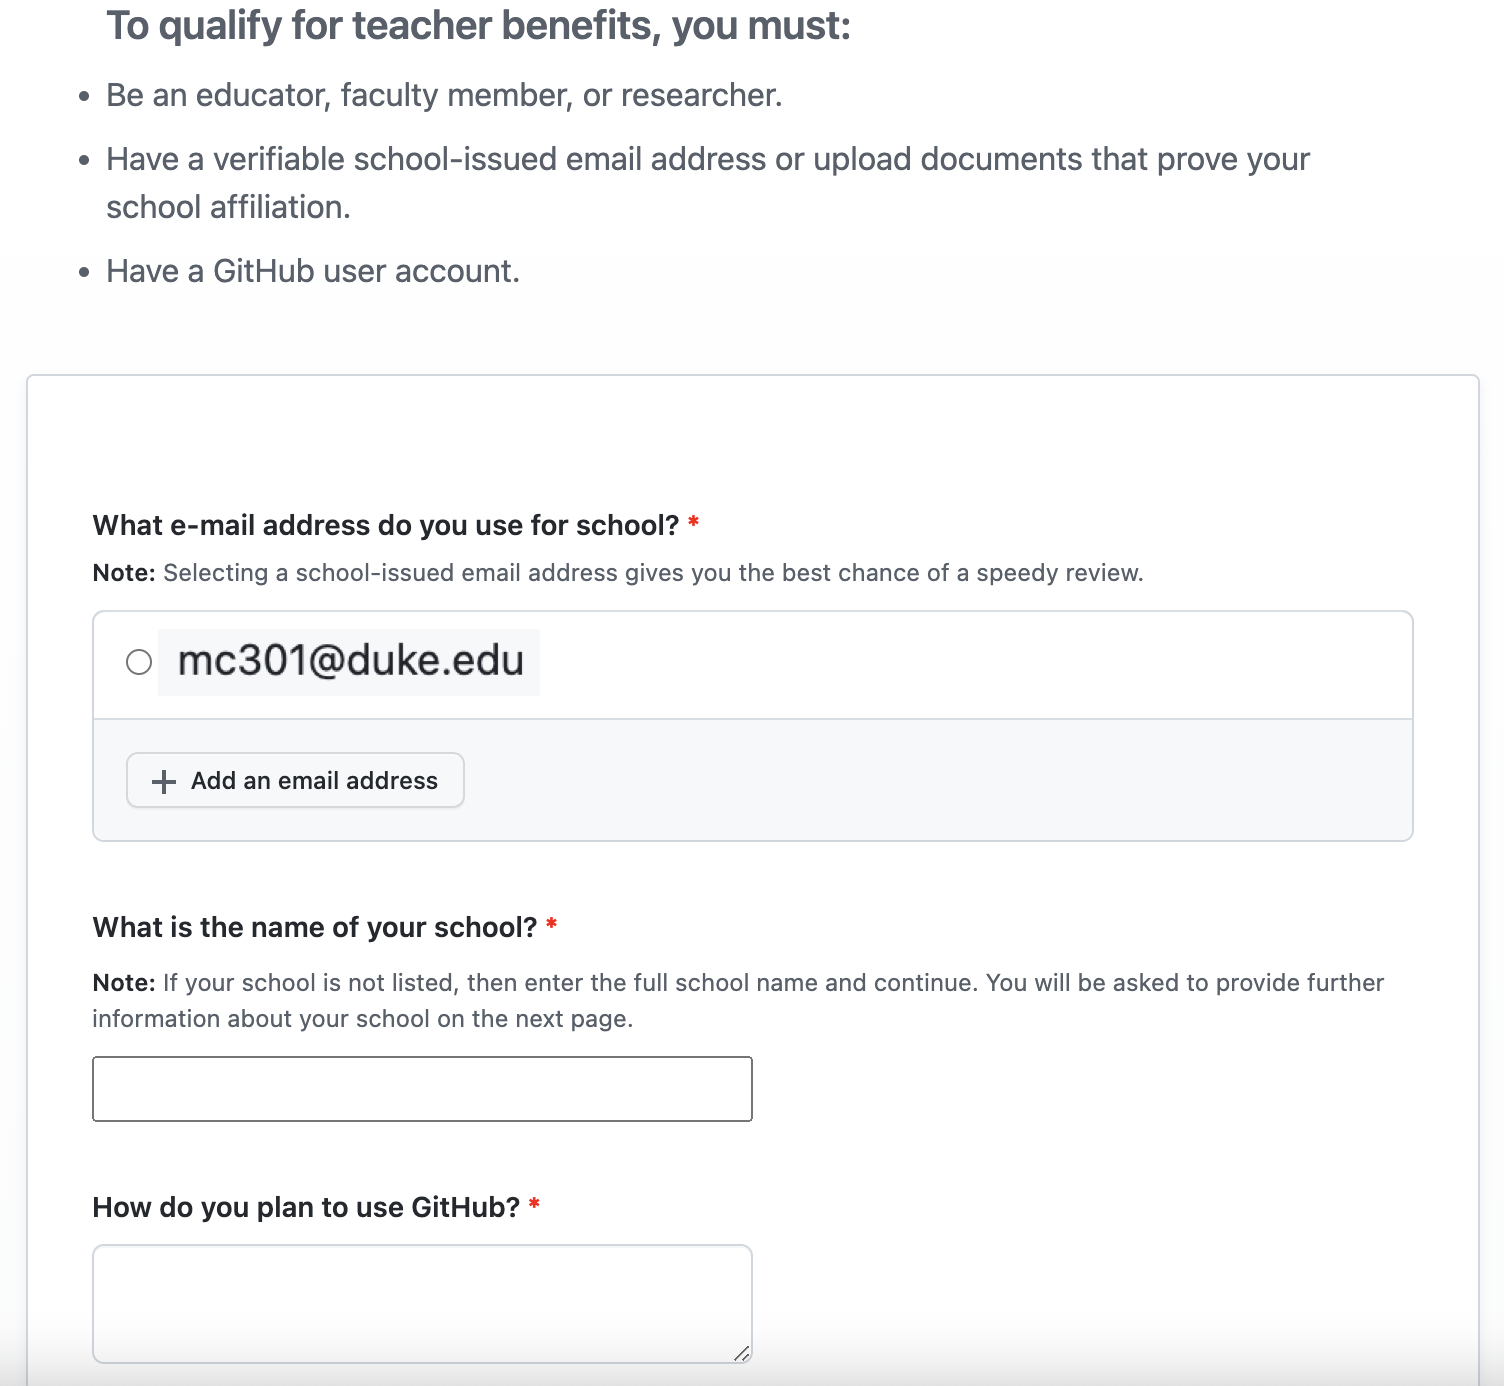 To qualify for teacher benefits, you must:
• Be an educator, faculty member, or researcher.
• Have a verifiable school-issued email address or upload documents that prove your
school affiliation.
• Have a GitHub user account.
What e-mail address do you use for school? *
Note: Selecting a school-issued email address gives you the best chance of a speedy review.
mc301@duke.edu
+ Add an email address
What is the name of your school? *
Note: If your school is not listed, then enter the full school name and continue. You will be asked to provide further
information about your school on the next page.
How do you plan to use GitHub? *